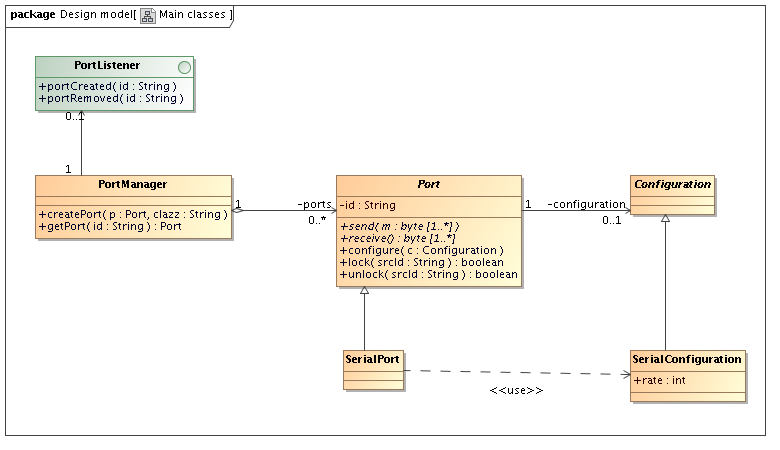 package Design model[ Main classes ]
PortListener
+portCreated( id : String )
+portRemoved( id : String )
0..1
1
PortManager
+createPort( p : Port, clazz : String )
+getPort( id : String ) : Port
1
-ports
0..*
Port
-id : String
+send( m : byte [1..*] )
+receive() : byte [1..*]
+configure( c : Configuration )
+lock( srcId : String ) : boolean
+unlock( srcId : String ) : boolean
1
-configuration
0..1
Configuration
SerialPort
<<use>>
SerialConfiguration
+rate : int